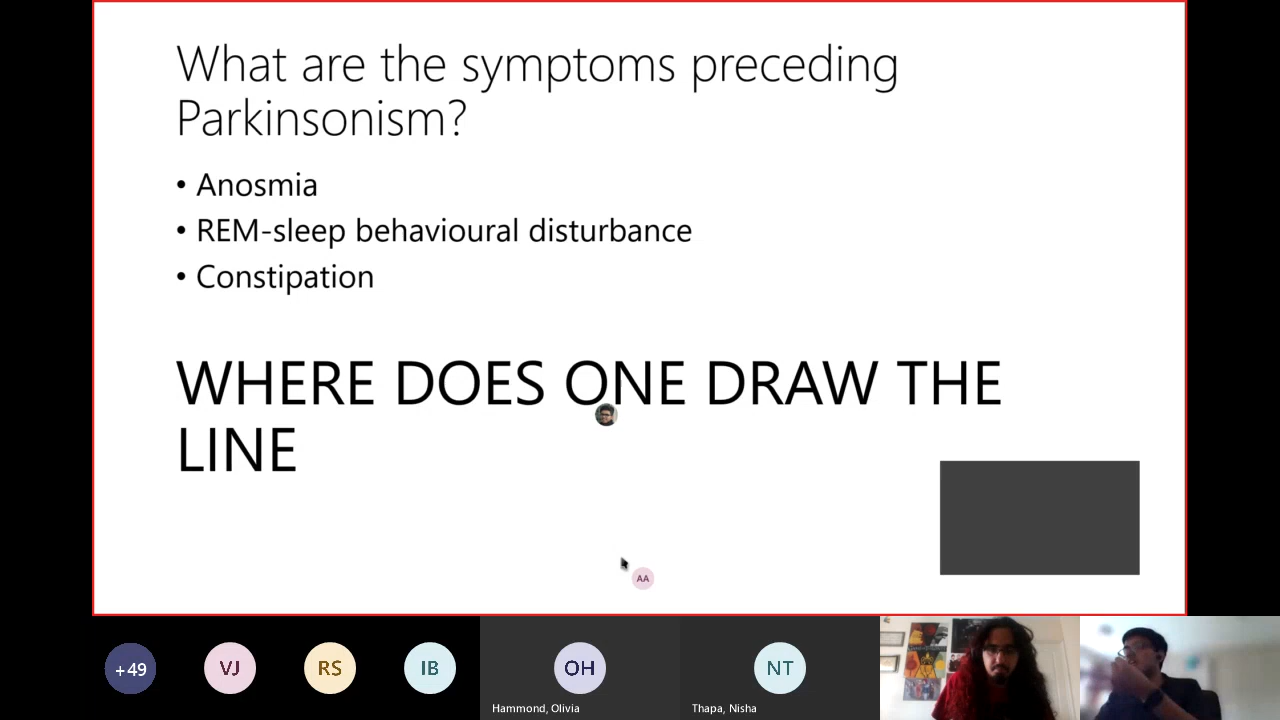 What are the symptoms preceding
Parkinsonism?
• Anosmia
• REM-sleep behavioural disturbance
• Constipation
WHERE DOES ONE DRAW THE
LINE
AA
+49
VJ
RS
IB
OH
NT
Hammond, Olivia
Thapa, Nisha